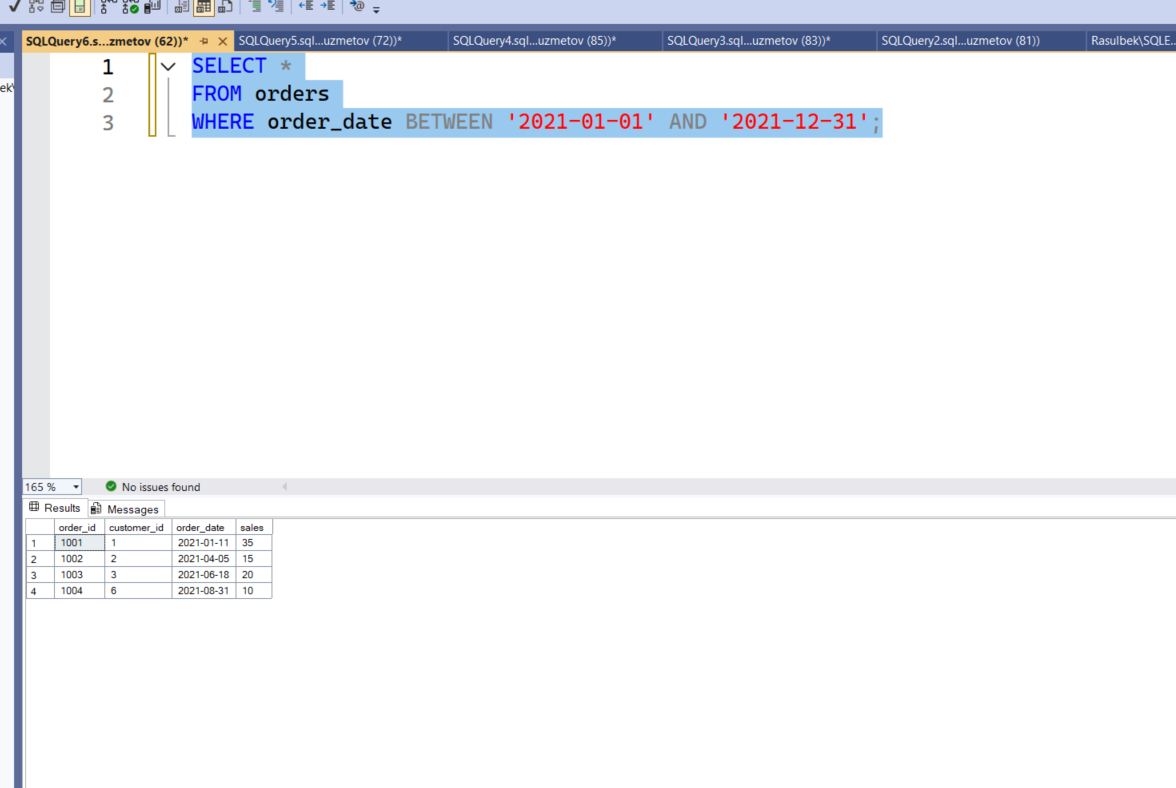 SQLQuery6.s...zmetov (62))* SQLQuery5.sql...uzmetov (72))* SQLQuery4.sql...uzmetov (85))* SQLQuery3.sql...uzmetov (83))* SQLQuery2.sql...uzmetov (81)) Rasulbek\SQLE...
ek\
1 SELECT *
2 FROM orders
3 WHERE order_date BETWEEN '2021-01-01' AND '2021-12-31';
165 % No issues found
Results Messages
order_id customer_id order_date sales
1 1001 1 2021-01-11 35
2 1002 2 2021-04-05 15
3 1003 3 2021-06-18 20
4 1004 6 2021-08-31 10